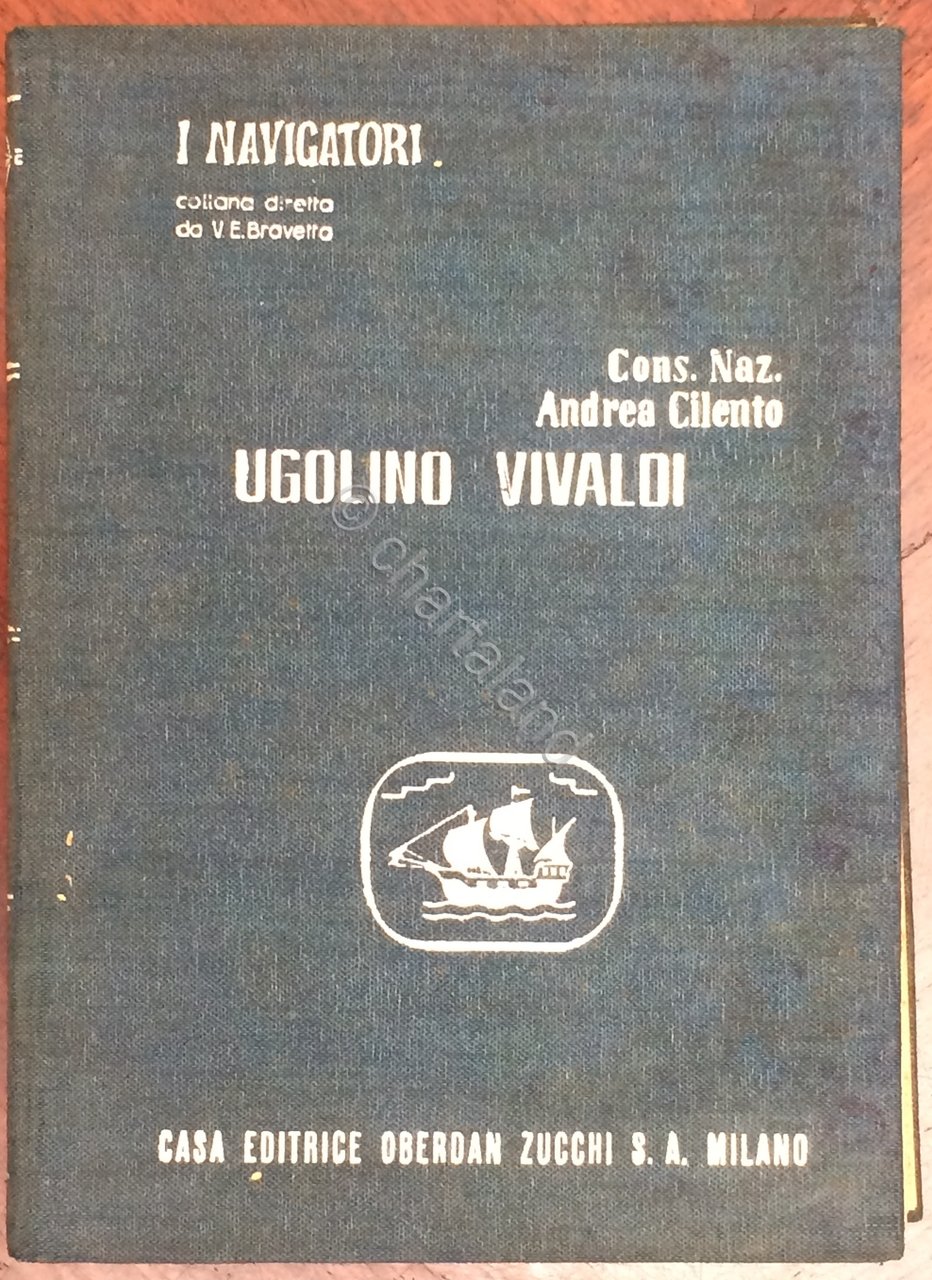 I NAVIGATORI
collana diretta
da V.E.Bravetta
Cons. Naz.
Andrea Cilento
UGOLINO VIVALDI
© chartaland
CASA EDITRICE OBERDAN ZUCCHI S. A. MILANO